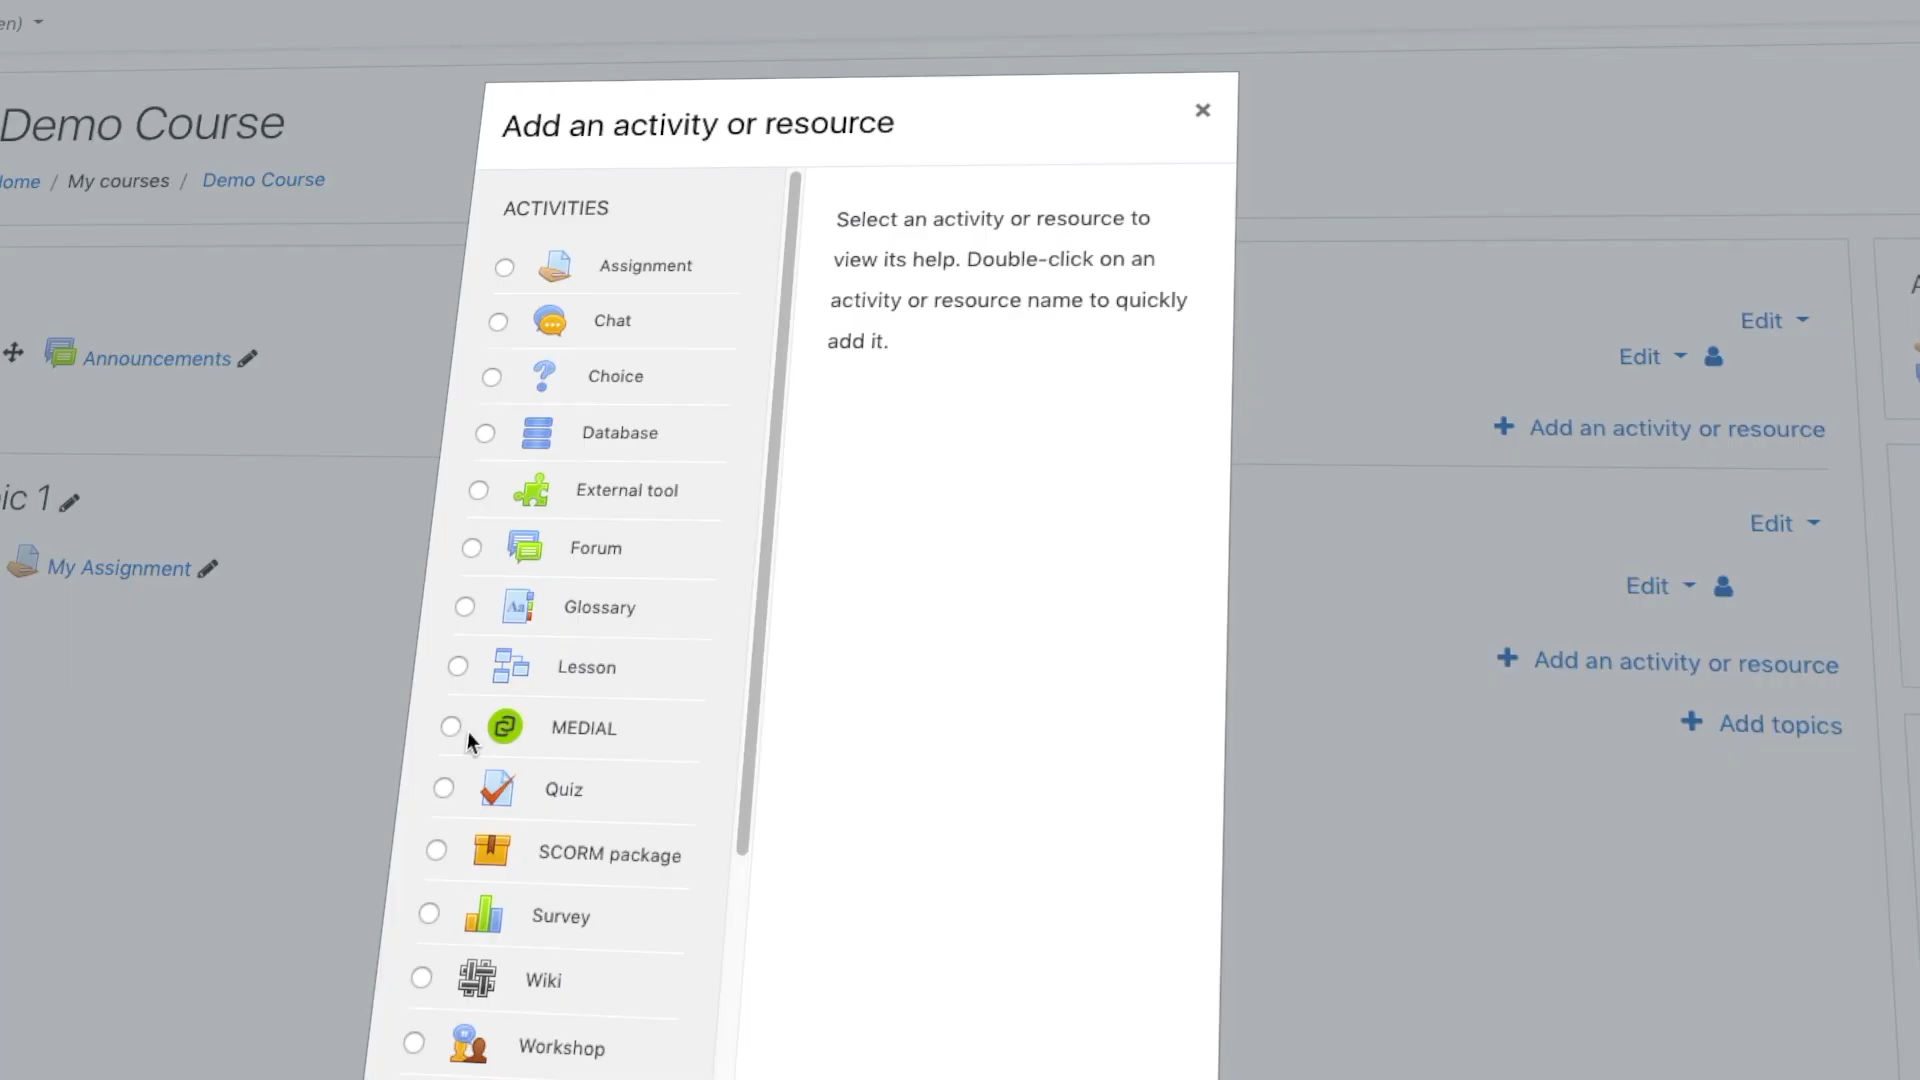 en)
Demo Course
Home / My courses / Demo Course
Add an activity or resource
×
ACTIVITIES
Assignment
Chat
Choice
Database
External tool
Forum
Glossary
Lesson
MEDIAL
Quiz
SCORM package
Survey
Wiki
Workshop
Select an activity or resource to
view its help. Double-click on an
activity or resource name to quickly
add it.
Announcements
Edit
Edit
Add an activity or resource
ic 1
Edit
My Assignment
Edit
Add an activity or resource
Add topics